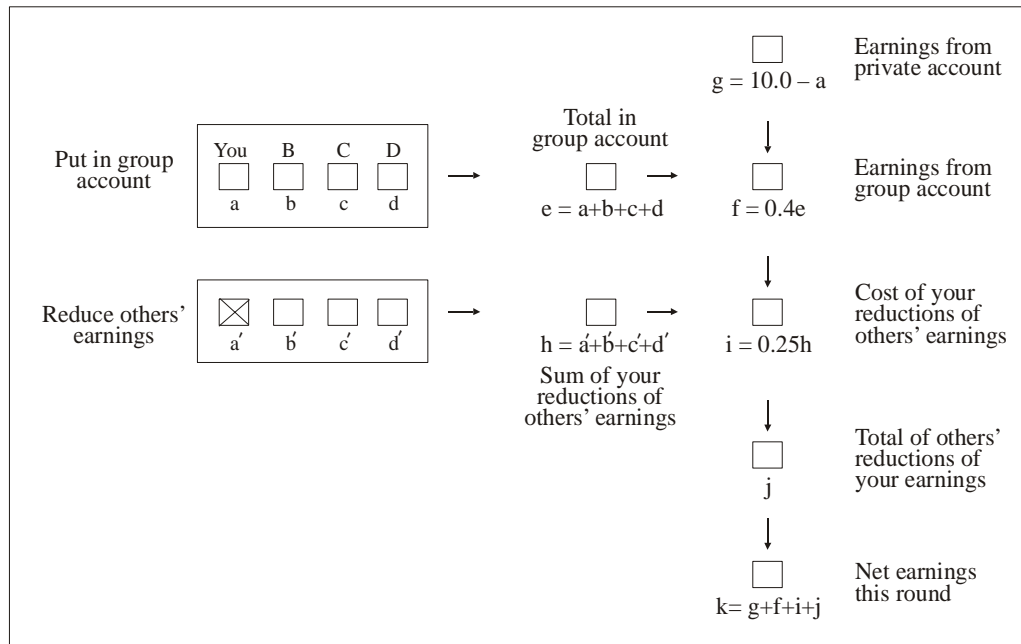 Earnings from
private account
g = 10.0 – a
Put in group
account
You B C D
a b c d
Total in
group account
e = a+b+c+d
f = 0.4e
Earnings from
group account
Reduce others’
earnings
a′ b′ c′ d′
h = a′+b′+c′+d′
Sum of your
reductions of
others’ earnings
i = 0.25h
Cost of your
reductions of
others’ earnings
j
Total of others’
reductions of
your earnings
k= g+f+i+j
Net earnings
this round